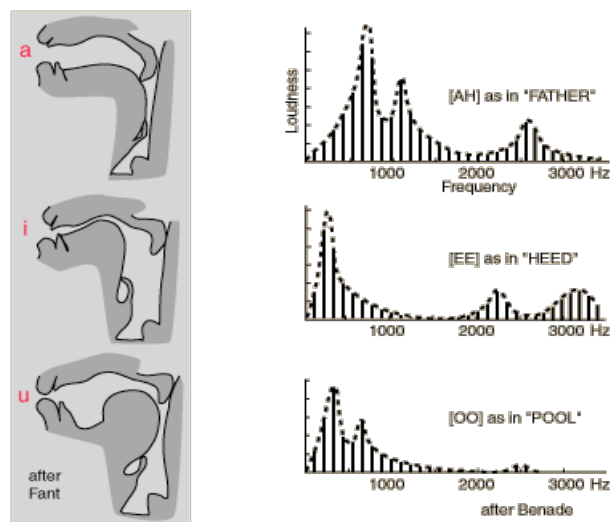 a
i
u
after
Fant
Loudness
[AH] as in "FATHER"
1000 2000 3000 Hz
Frequency
[EE] as in "HEED"
1000 2000 3000 Hz
[OO] as in "POOL"
1000 2000 3000 Hz
after Benade